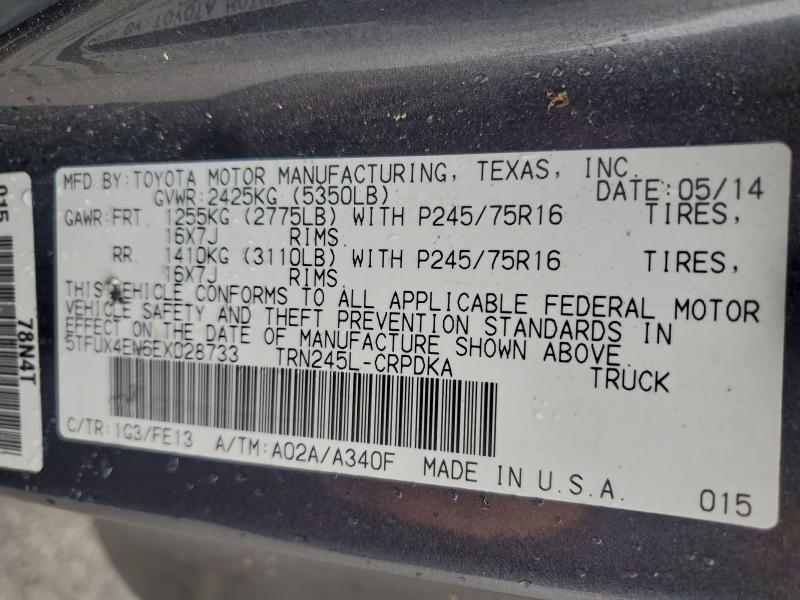 MFD BY:TOYOTA MOTOR MANUFACTURING, TEXAS, INC.
GVWR:2425KG (5350LB) DATE:05/14
GAWR:FRT. 1255KG (2775LB) WITH P245/75R16 TIRES,
16X7J RIMS.
RR. 1410KG (3110LB) WITH P245/75R16 TIRES,
16X7J RIMS.
THIS VEHICLE CONFORMS TO ALL APPLICABLE FEDERAL MOTOR
VEHICLE SAFETY AND THEFT PREVENTION STANDARDS IN
EFFECT ON THE DATE OF MANUFACTURE SHOWN ABOVE.
5TFUX4EW6EX028733 TRN245L-CRPDKA TRUCK
C/TR:1G3/FE13 A/TM:A02A/A340F MADE IN U.S.A. 015
015
78N4T